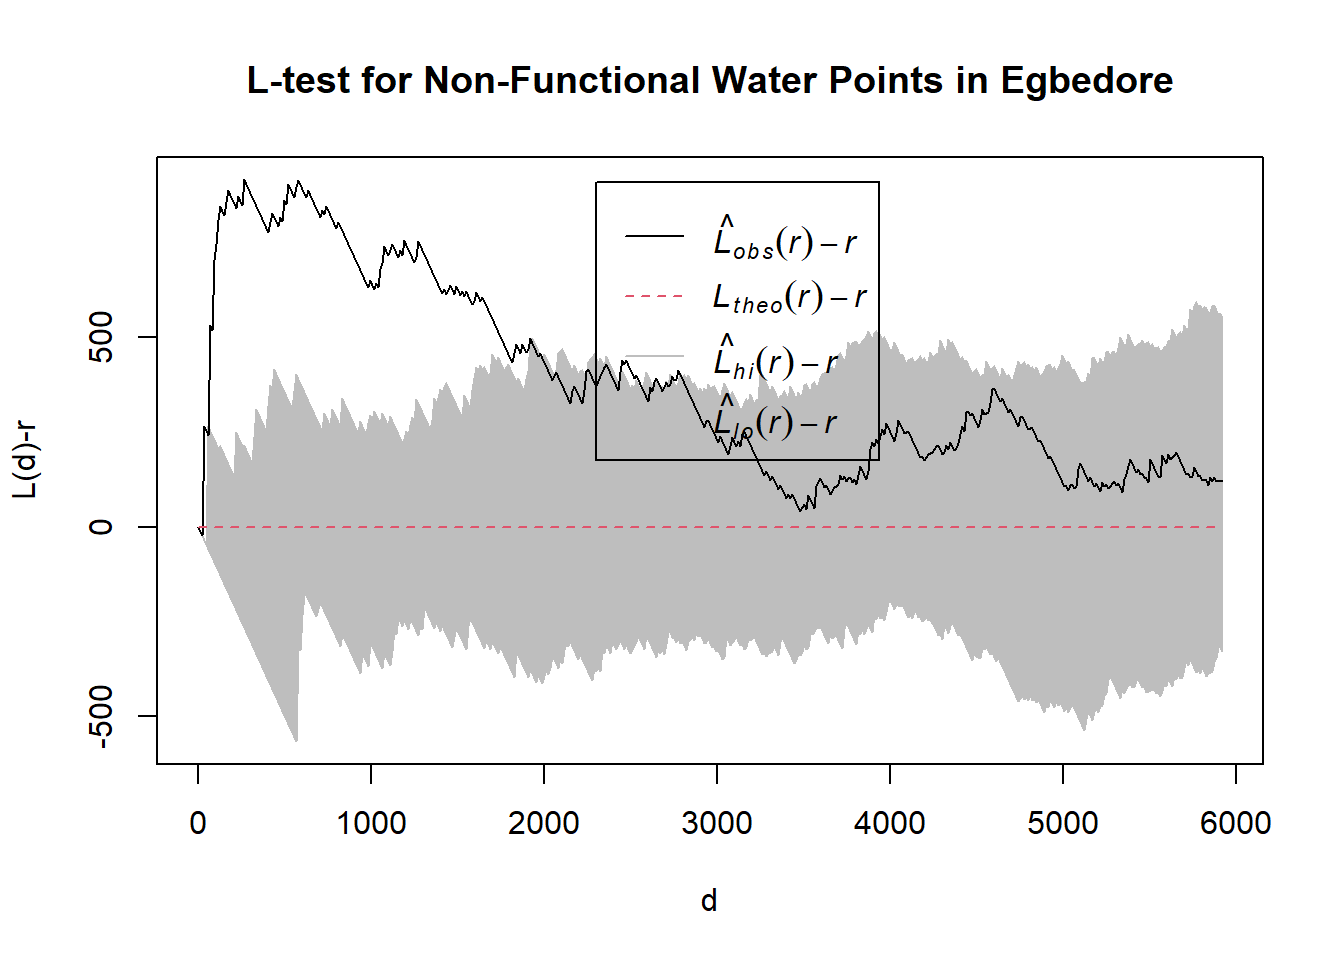 L-test for Non-Functional Water Points in Egbedore
L̂obs(r) – r
Ltheo(r) – r
L̂hi(r) – r
L̂lo(r) – r
L(d)-r
500
0
-500
0 1000 2000 3000 4000 5000 6000
d